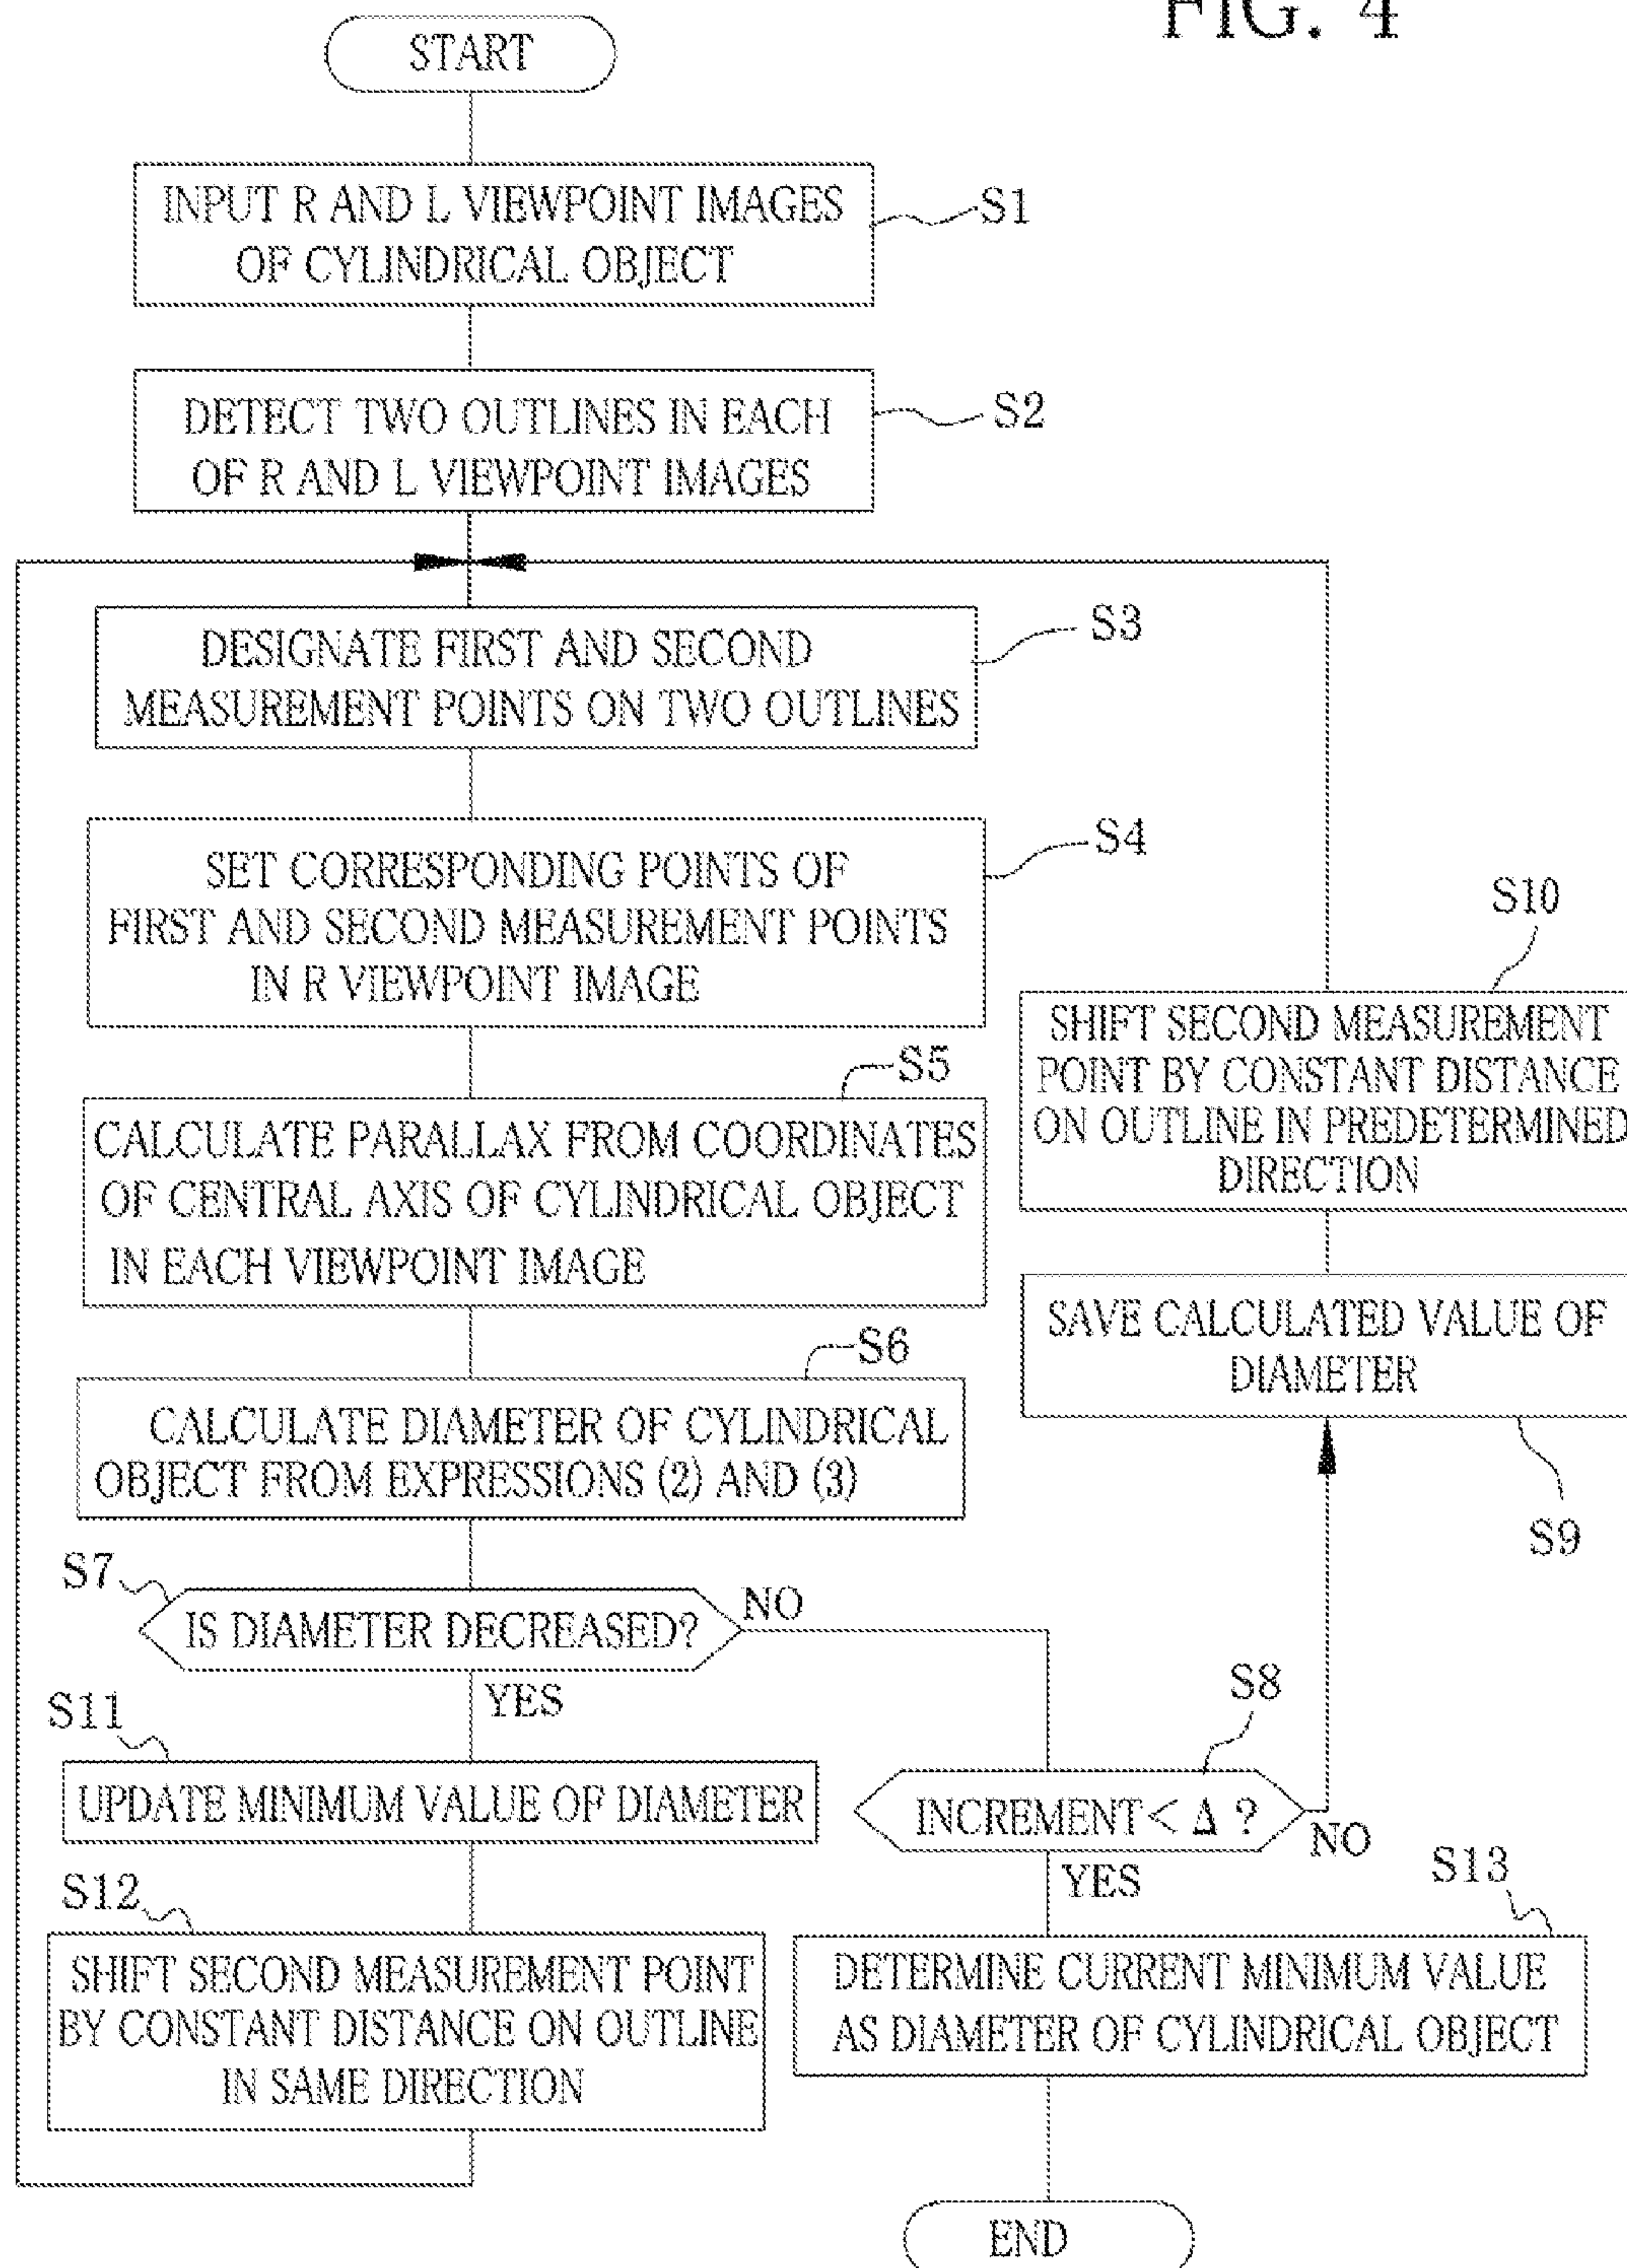 FIG. 4
START
INPUT R AND L VIEWPOINT IMAGES
OF CYLINDRICAL OBJECT
S1
DETECT TWO OUTLINES IN EACH
OF R AND L VIEWPOINT IMAGES
S2
DESIGNATE FIRST AND SECOND
MEASUREMENT POINTS ON TWO OUTLINES
S3
SET CORRESPONDING POINTS OF
FIRST AND SECOND MEASUREMENT POINTS
IN R VIEWPOINT IMAGE
S4
S5
CALCULATE PARALLAX FROM COORDINATES
OF CENTRAL AXIS OF CYLINDRICAL OBJECT
IN EACH VIEWPOINT IMAGE
S6
CALCULATE DIAMETER OF CYLINDRICAL
OBJECT FROM EXPRESSIONS (2) AND (3)
S7
IS DIAMETER DECREASED?
NO
YES
S8
INCREMENT < Δ ?
NO
YES
S9
SAVE CALCULATED VALUE OF
DIAMETER
S10
SHIFT SECOND MEASUREMENT
POINT BY CONSTANT DISTANCE
ON OUTLINE IN PREDETERMINED
DIRECTION
S11
UPDATE MINIMUM VALUE OF DIAMETER
S12
SHIFT SECOND MEASUREMENT POINT
BY CONSTANT DISTANCE ON OUTLINE
IN SAME DIRECTION
S13
DETERMINE CURRENT MINIMUM VALUE
AS DIAMETER OF CYLINDRICAL OBJECT
END